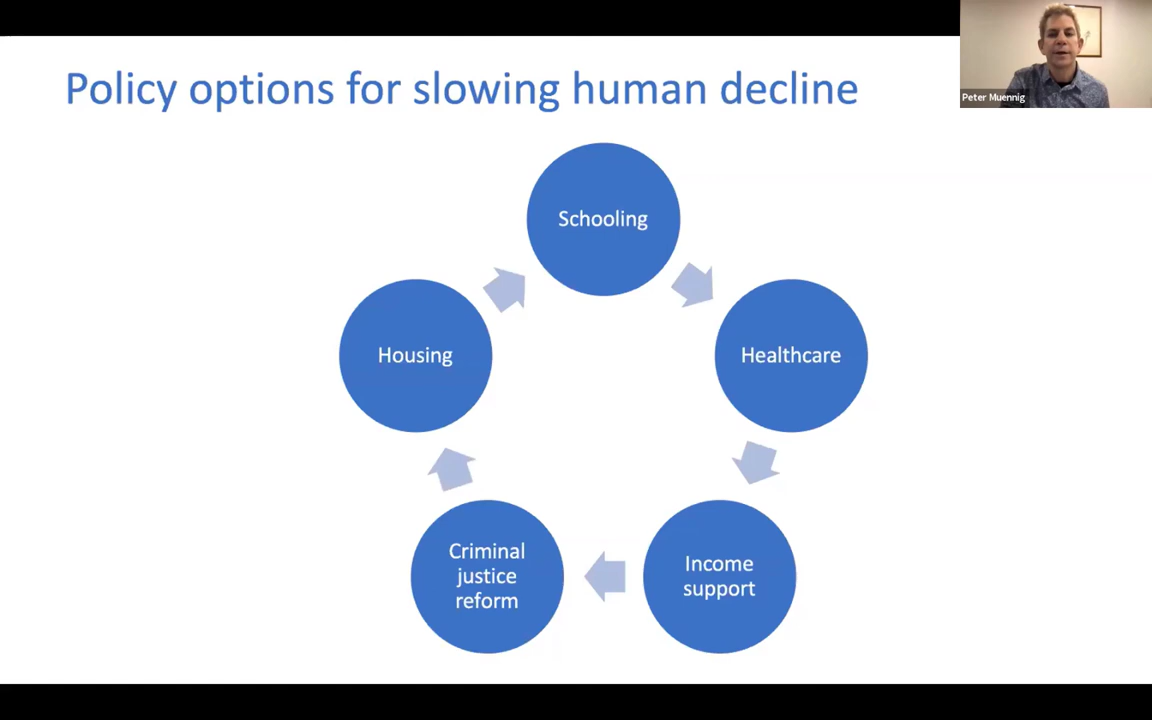 Policy options for slowing human decline
Peter Muennig
Schooling
Healthcare
Income
support
Criminal
justice
reform
Housing